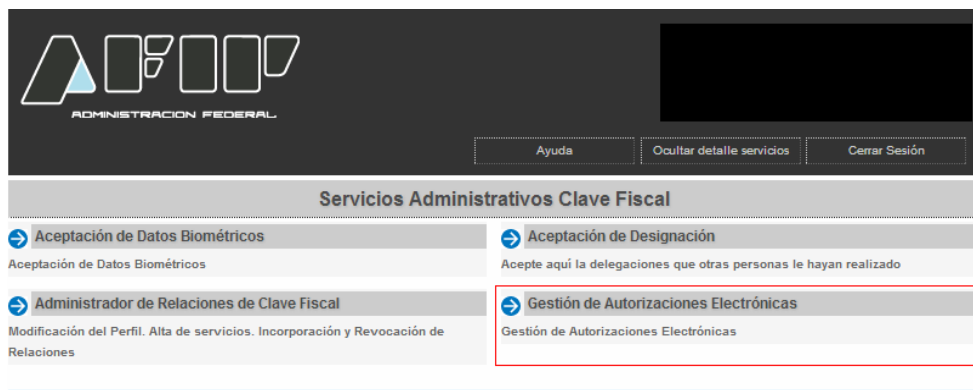 AFIP
ADMINISTRACION FEDERAL
Ayuda
Ocultar detalle servicios
Cerrar Sesión
Servicios Administrativos Clave Fiscal
Aceptación de Datos Biométricos
Aceptación de Datos Biométricos
Aceptación de Designación
Acepte aquí la delegaciones que otras personas le hayan realizado
Administrador de Relaciones de Clave Fiscal
Modificación del Perfil. Alta de servicios. Incorporación y Revocación de
Relaciones
Gestión de Autorizaciones Electrónicas
Gestión de Autorizaciones Electrónicas